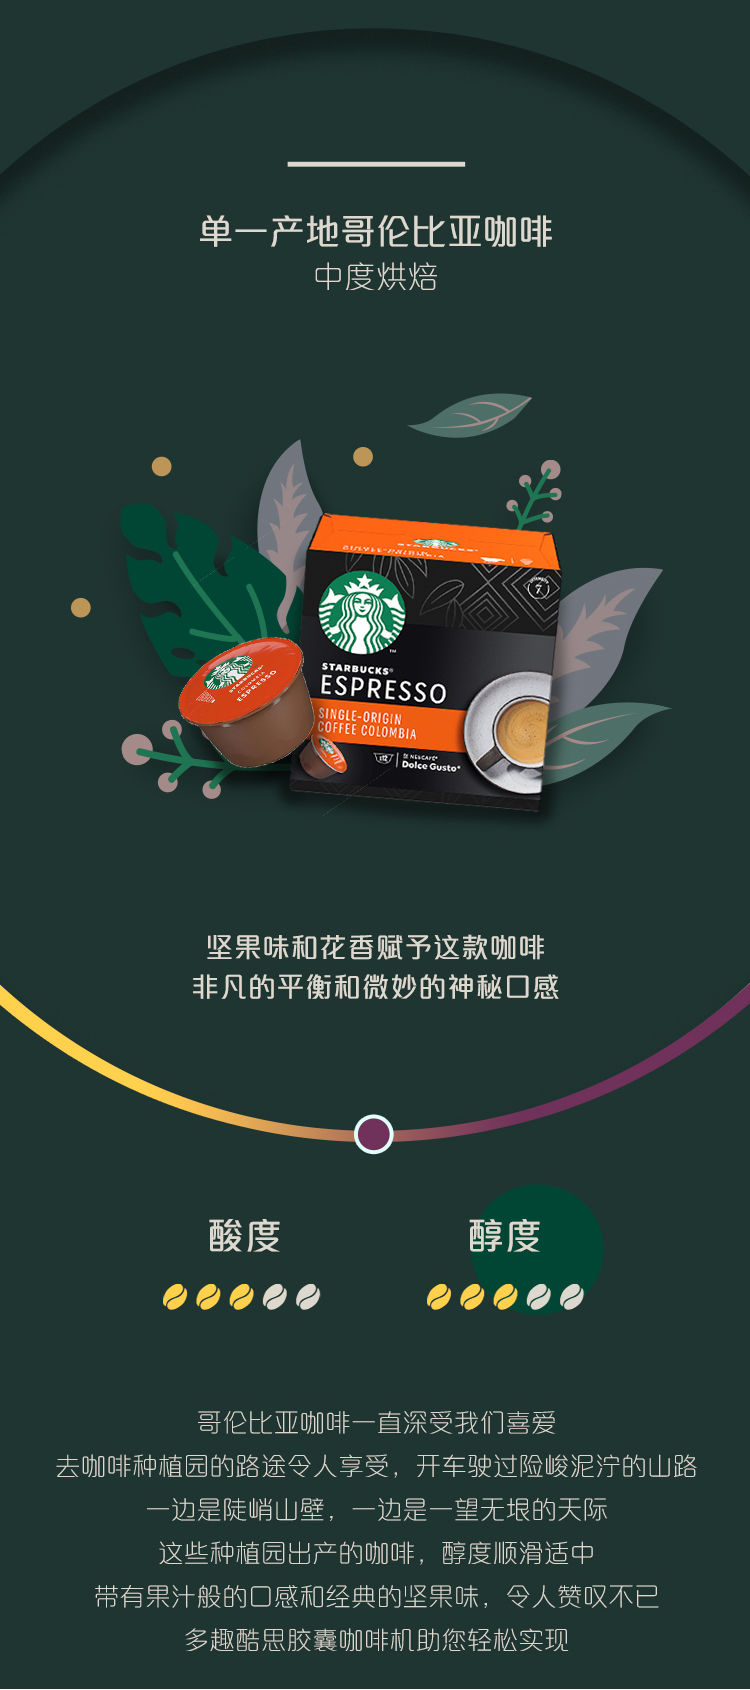 单一产地哥伦比亚咖啡
中度烘焙
STARBUCKS®
ESPRESSO
SINGLE-ORIGIN
COFFEE COLOMBIA
x12
NESCAFÉ®
Dolce Gusto®
7
STARBUCKS®
COLOMBIA
ESPRESSO
坚果味和花香赋予这款咖啡
非凡的平衡和微妙的神秘口感
酸度
醇度
哥伦比亚咖啡一直深受我们喜爱
去咖啡种植园的路途令人享受，开车驶过险峻泥泞的山路
一边是陡峭山壁，一边是一望无垠的天际
这些种植园出产的咖啡，醇度顺滑适中
带有果汁般的口感和经典的坚果味，令人赞叹不已
多趣酷思胶囊咖啡机助您轻松实现